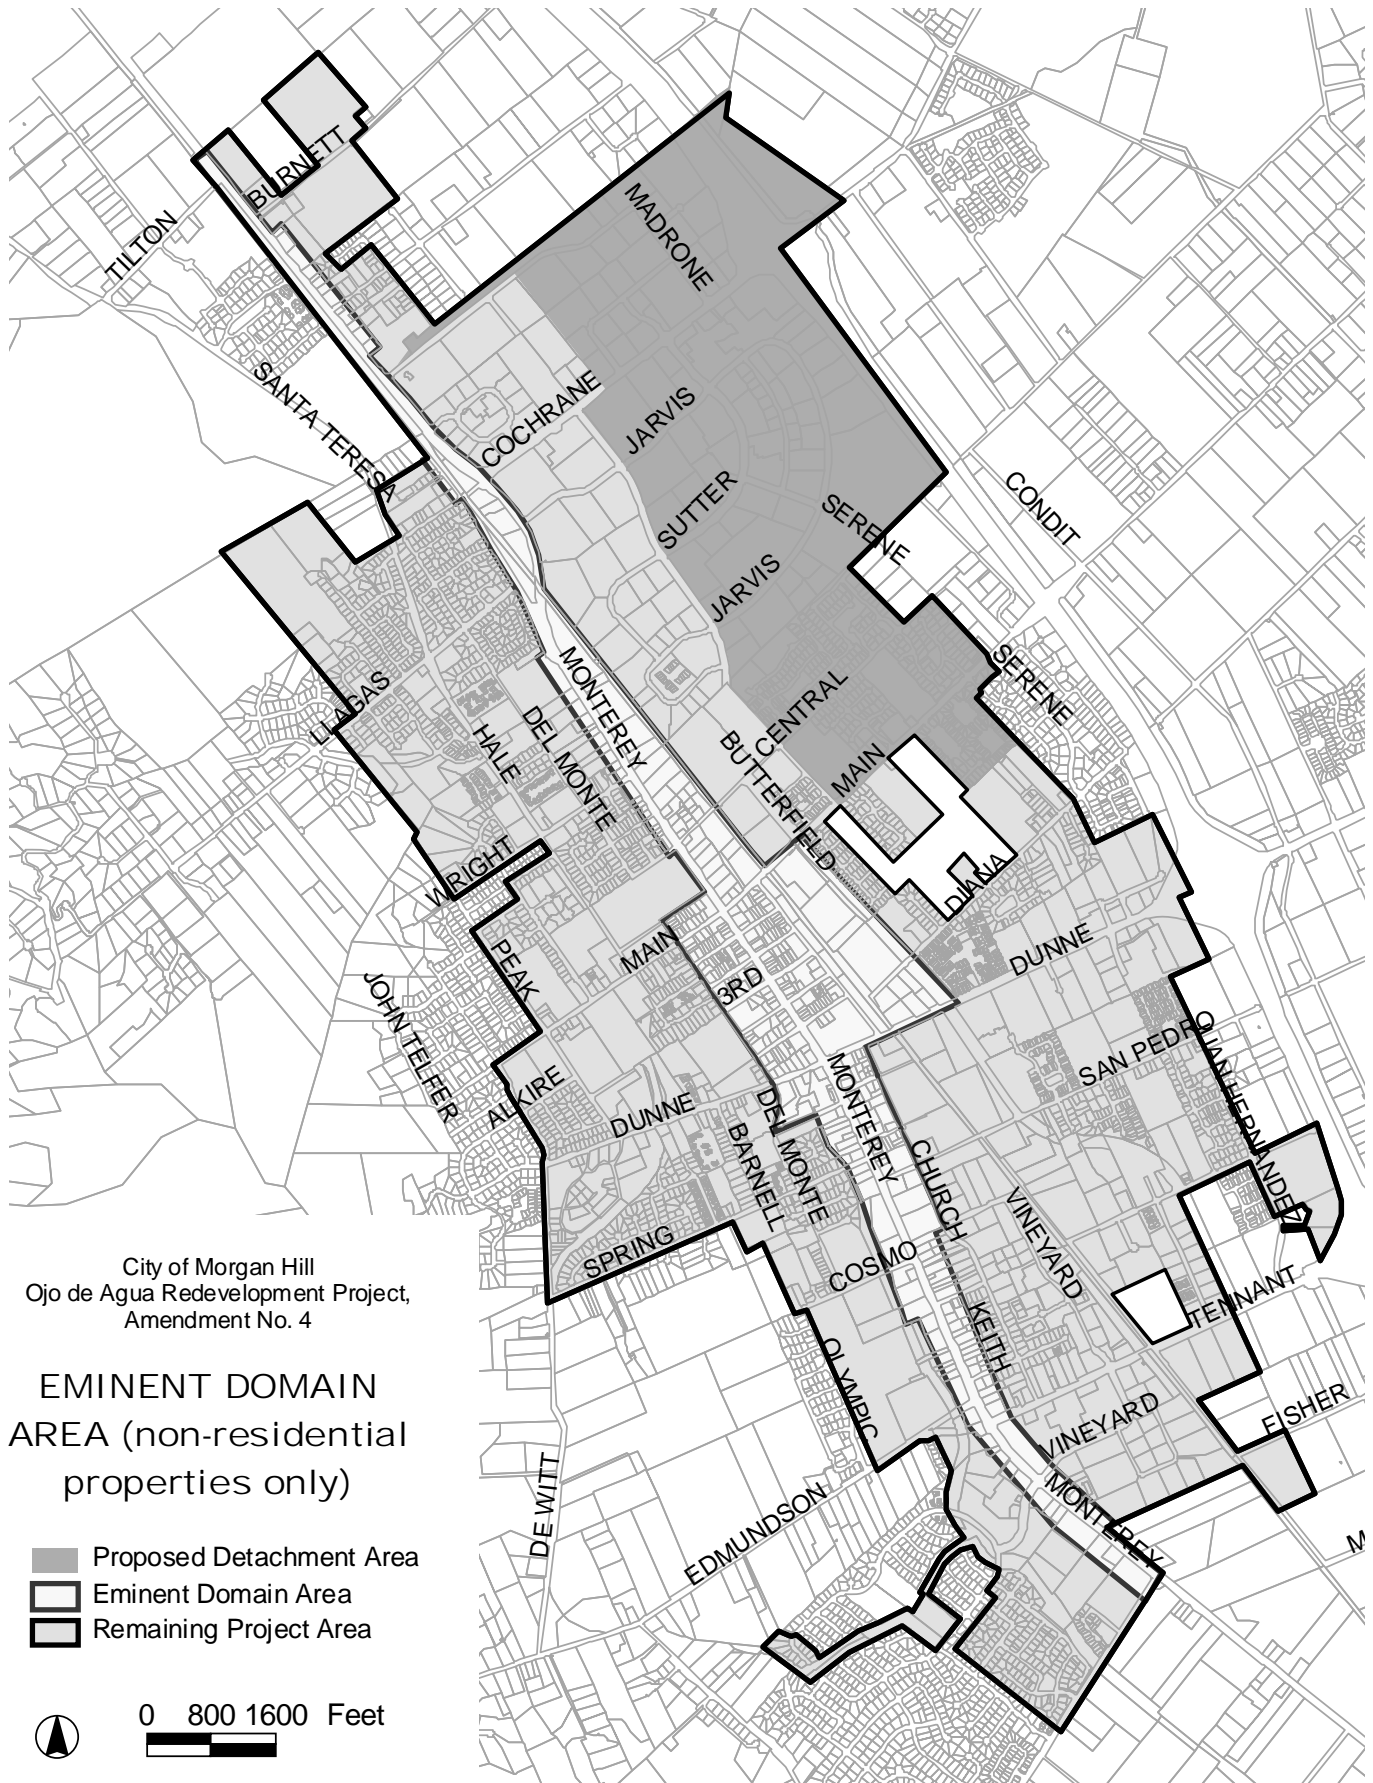 BURNETT
TILTON
MADRONE
SANTA TERESA
COCHRANE
JARVIS
SUTTER
SERENE
CONDIT
JARVIS
LLAGAS
MONTEREY
SERENE
HALE
DEL MONTE
CENTRAL
BUTTERFIELD
MAIN
WRIGHT
DIANA
PEAK
MAIN
3RD
DUNNE
JOHN TELFER
ALKIRE
DUNNE
SAN PEDRO
JUAN HERNANDEZ
MONTEREY
DEL MONTE
BARNELL
CHURCH
VINEYARD
SPRING
COSMO
KEITH
TENNANT
OLYMPIC
VINEYARD
FISHER
MONTEREY
EDMUNDSON
DE WITT
M
City of Morgan Hill
Ojo de Agua Redevelopment Project,
Amendment No. 4
EMINENT DOMAIN
AREA (non-residential
properties only)
Proposed Detachment Area
Eminent Domain Area
Remaining Project Area
0 800 1600 Feet